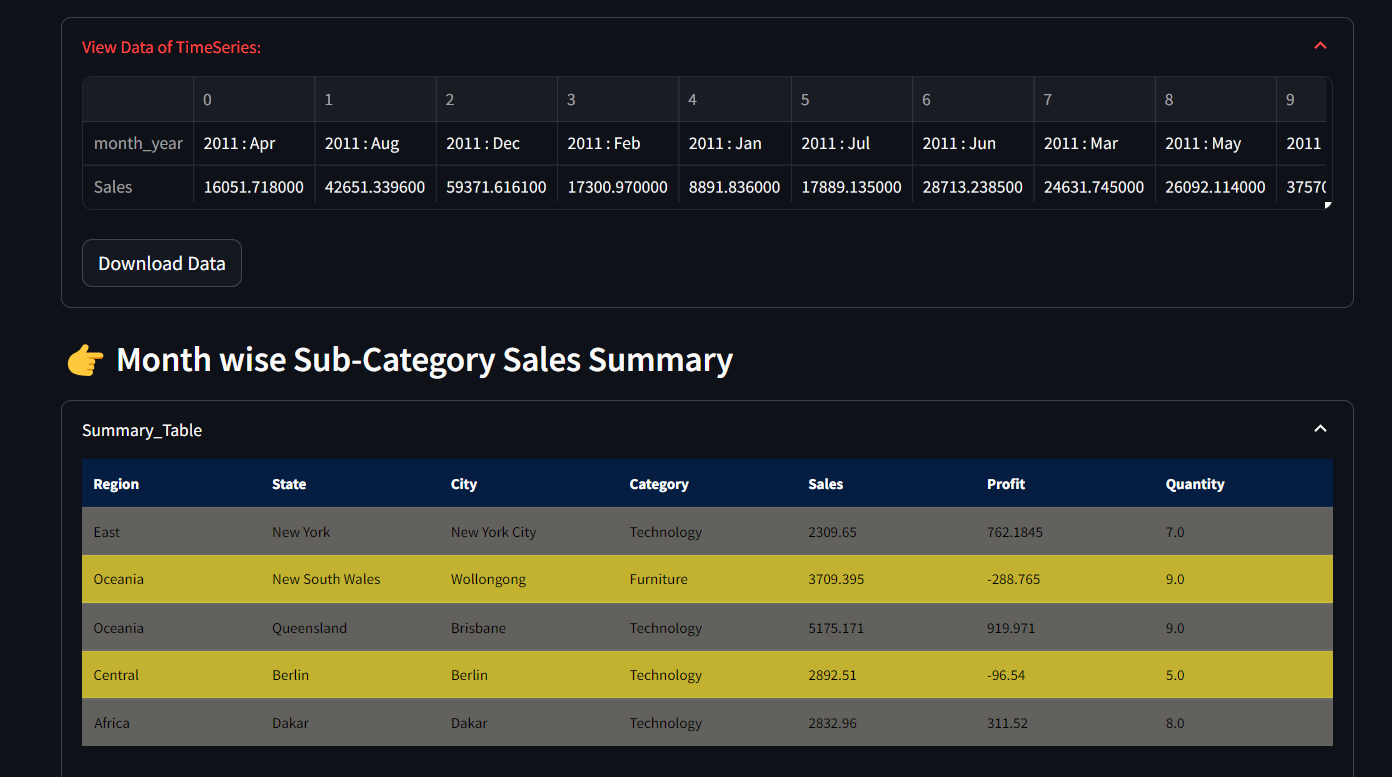 View Data of TimeSeries:
0 1 2 3 4 5 6 7 8 9
month_year 2011 : Apr 2011 : Aug 2011 : Dec 2011 : Feb 2011 : Jan 2011 : Jul 2011 : Jun 2011 : Mar 2011 : May 2011
Sales 16051.718000 42651.339600 59371.616100 17300.970000 8891.836000 17889.135000 28713.238500 24631.745000 26092.114000
Download Data
👉 Month wise Sub-Category Sales Summary
Summary_Table
Region State City Category Sales Profit Quantity
East New York New York City Technology 2309.65 762.1845 7.0
Oceania New South Wales Wollongong Furniture 3709.395 -288.765 9.0
Oceania Queensland Brisbane Technology 5175.171 919.971 9.0
Central Berlin Berlin Technology 2892.51 -96.54 5.0
Africa Dakar Dakar Technology 2832.96 311.52 8.0